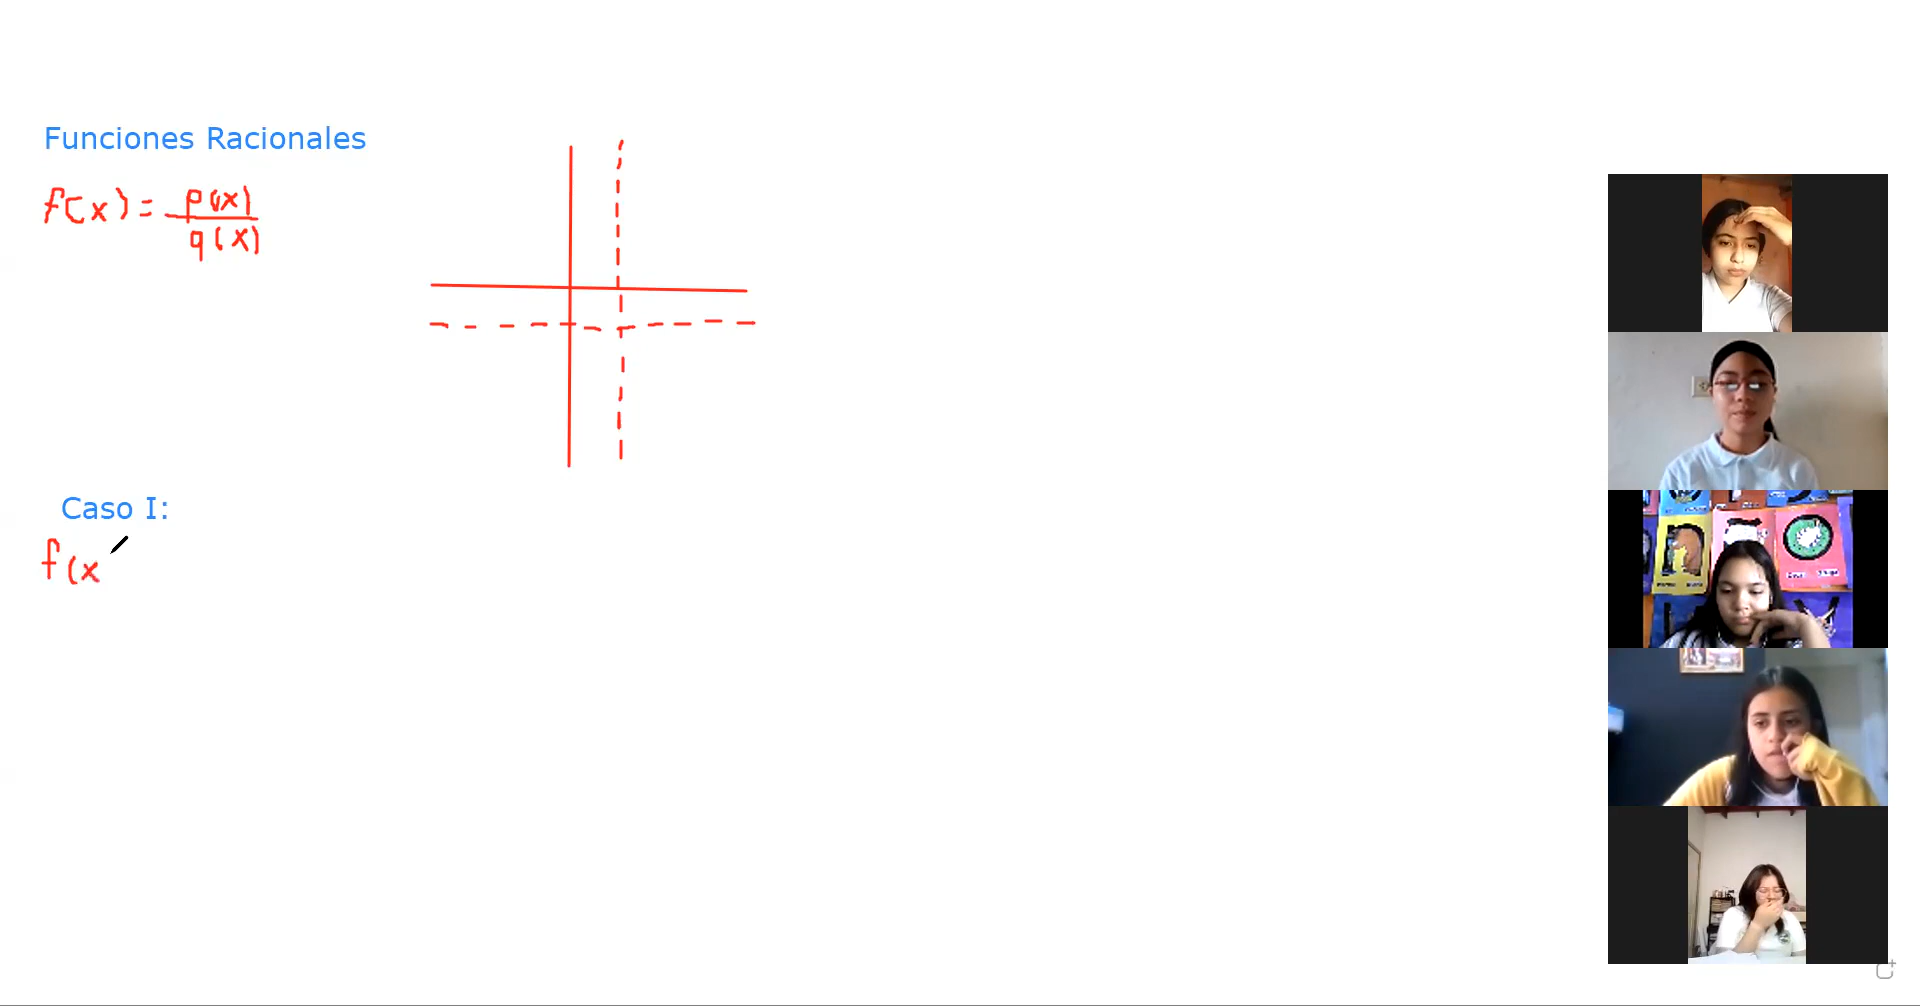 Funciones Racionales
f(x) = p(x)
q(x)
Caso I:
f(x